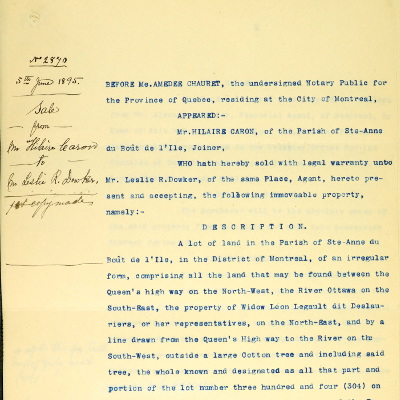 No 2870
5th June 1895.
Sale
from
Mr Hilaire Caron
to
Mr Leslie R. Dowker,
1st copy made
BEFORE Me.AMEDEE CHAURET, the undersigned Notary Public for
the Province of Quebec, residing at the City of Montreal,
APPEARED:-
Mr.HILAIRE CARON, of the Parish of Ste-Anne
du Boût de l'Ile, Joiner,
WHO hath hereby sold with legal warranty unto
Mr. Leslie R.Dowker, of the same Place, Agent, hereto pres-
ent and accepting, the following immoveable property,
namely:-
DESCRIPTION.
A lot of land in the Parish of Ste-Anne du
Boût de l'Ile, in the District of Montreal, of an irregular
form, comprising all the land that may be found between the
Queen's high way on the North-West, the River Ottawa on the
South-East, the property of Widow Léon Legault dit Deslau-
riers, or her representatives, on the North-East, and by a
line drawn from the Queen's High way to the River on the
South-West, outside a large Cotton tree and including said
tree, the whole known and designated as all that part and
portion of the lot number three hundred and four (304) on